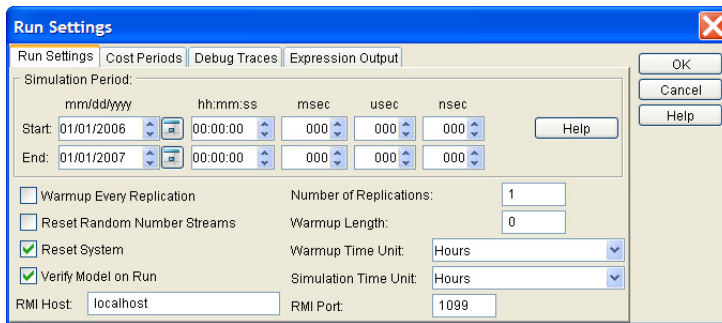 Run Settings
Run Settings Cost Periods Debug Traces Expression Output
OK
Cancel
Help
Simulation Period:
mm/dd/yyyy hh:mm:ss msec usec nsec
Start: 01/01/2006 00:00:00 000 000 000 Help
End: 01/01/2007 00:00:00 000 000 000
Warmup Every Replication Number of Replications: 1
Reset Random Number Streams Warmup Length: 0
Reset System Warmup Time Unit: Hours
Verify Model on Run Simulation Time Unit: Hours
RMI Host: localhost RMI Port: 1099